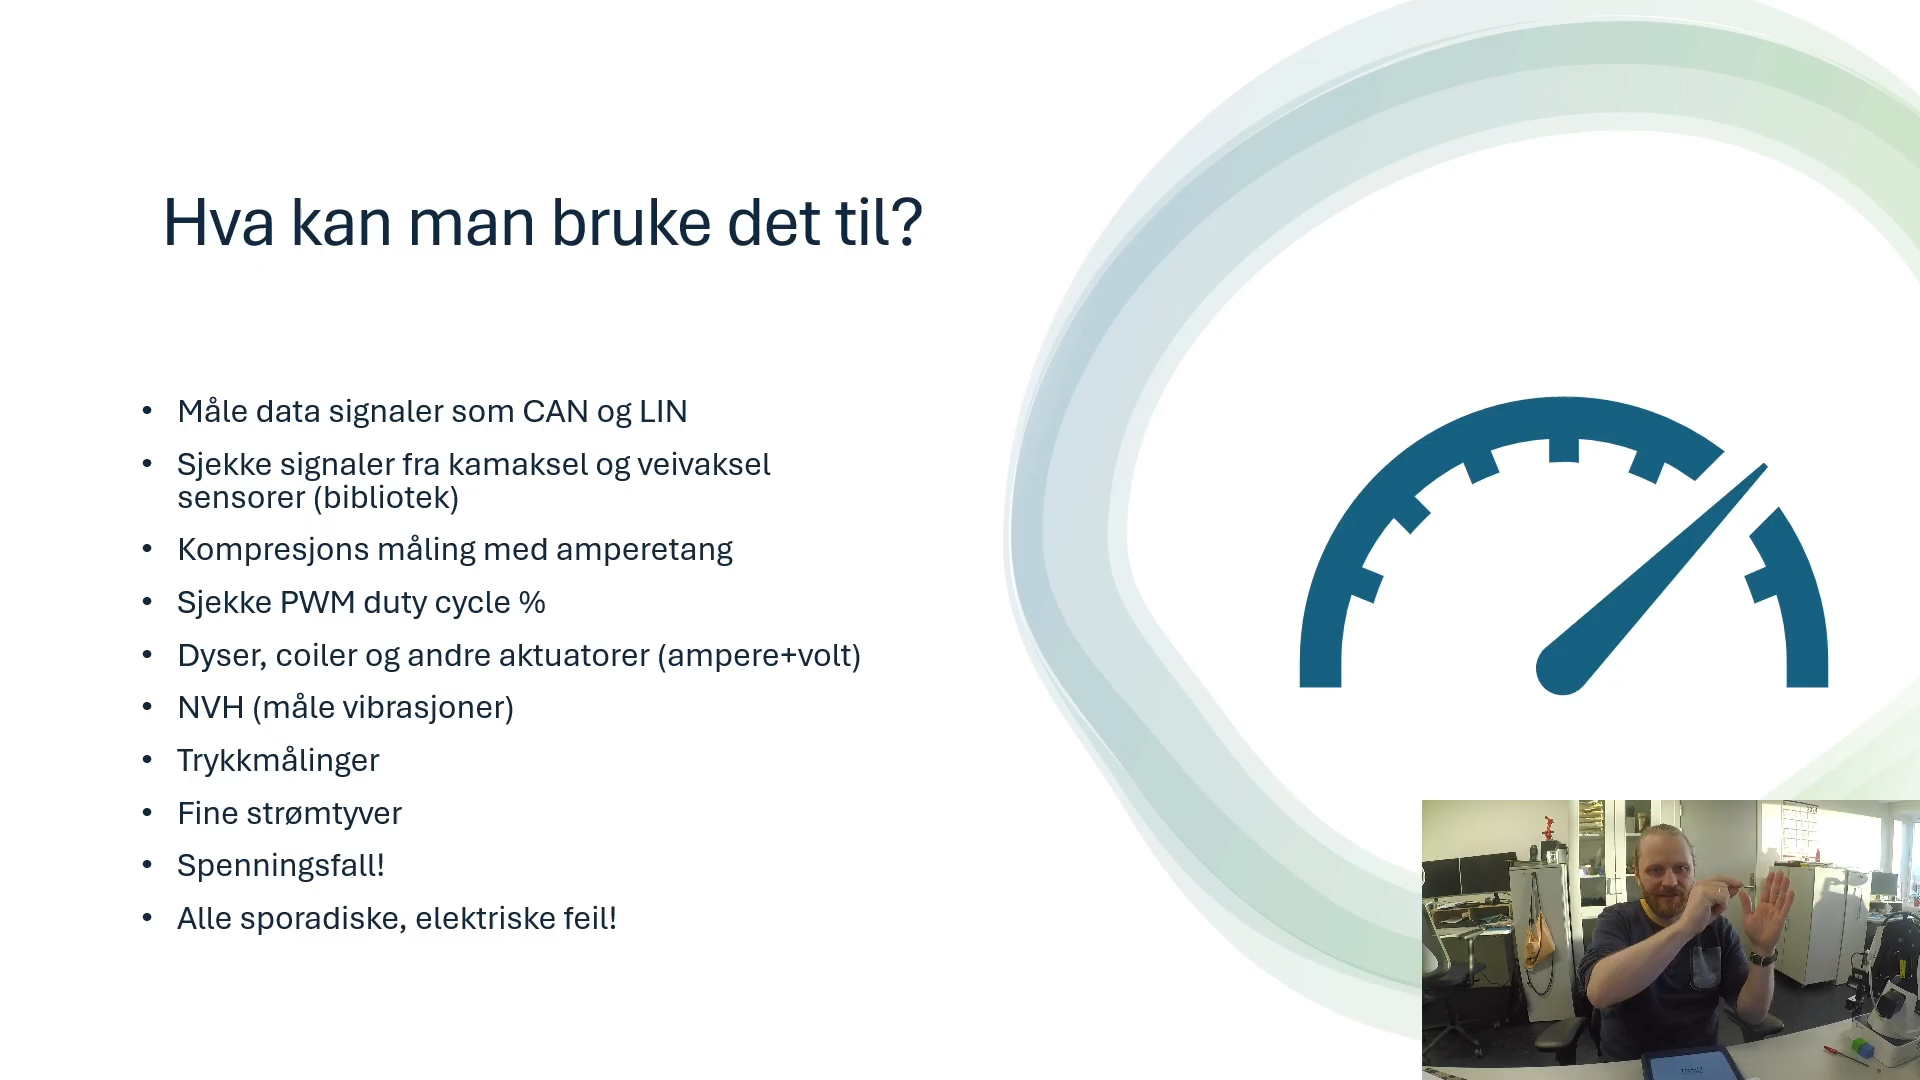 Hva kan man bruke det til?
• Måle data signaler som CAN og LIN
• Sjekke signaler fra kamaksel og veivaksel
sensorer (bibliotek)
• Kompresjons måling med amperetang
• Sjekke PWM duty cycle %
• Dyser, coiler og andre aktuatorer (ampere+volt)
• NVH (måle vibrasjoner)
• Trykkmålinger
• Fine strømtyver
• Spenningsfall!
• Alle sporadiske, elektriske feil!